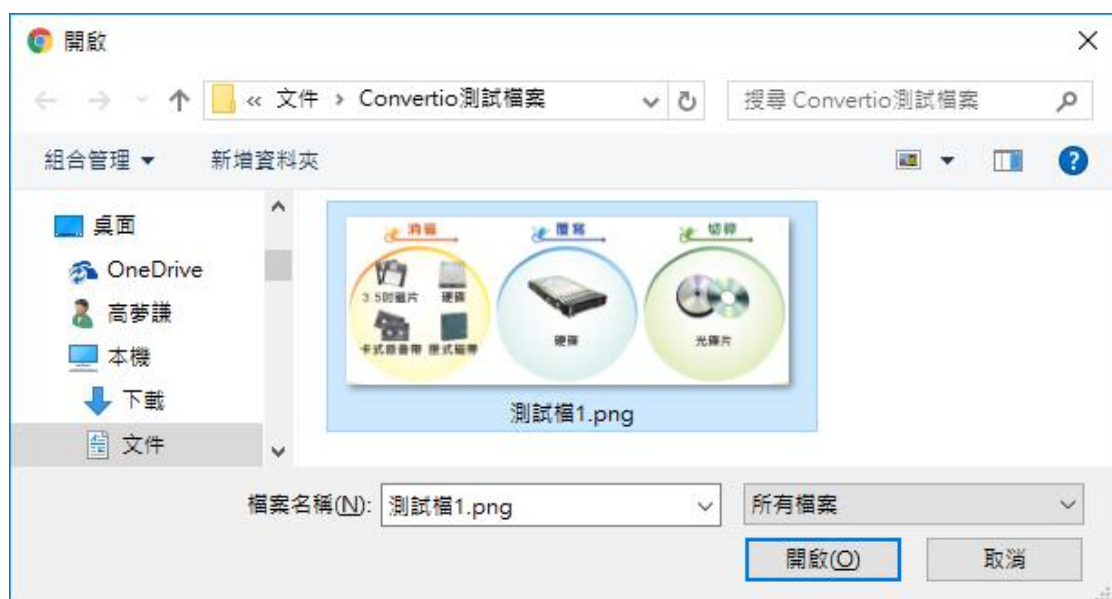 開啟
« 文件 › Convertio測試檔案
搜尋 Convertio測試檔案
組合管理
新增資料夾
桌面
OneDrive
高夢謙
本機
下載
文件
消磁
覆寫
切碎
3.5吋磁片
硬碟
卡式錄音帶
匣式磁帶
硬碟
光碟片
測試檔1.png
檔案名稱(N):
測試檔1.png
所有檔案
開啟(O)
取消